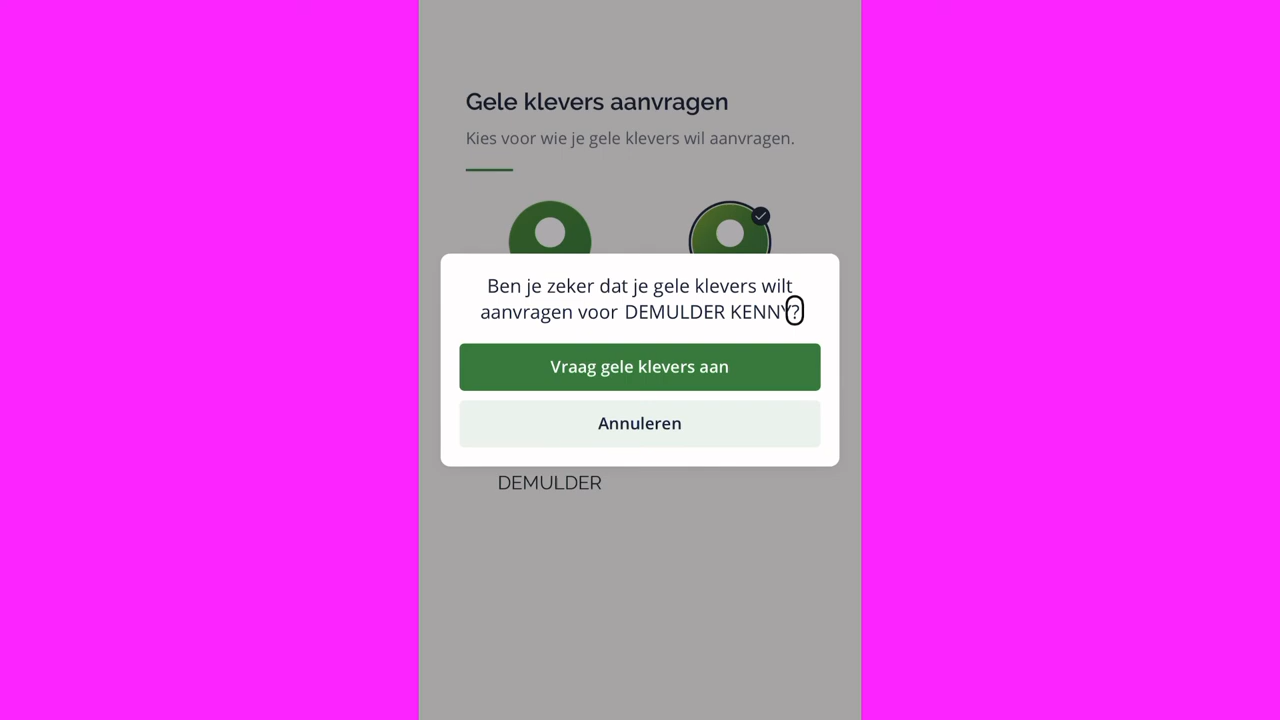 Gele klevers aanvragen
Kies voor wie je gele klevers wil aanvragen.
Ben je zeker dat je gele klevers wilt
aanvragen voor DEMULDER KENNY?
Vraag gele klevers aan
Annuleren
DEMULDER